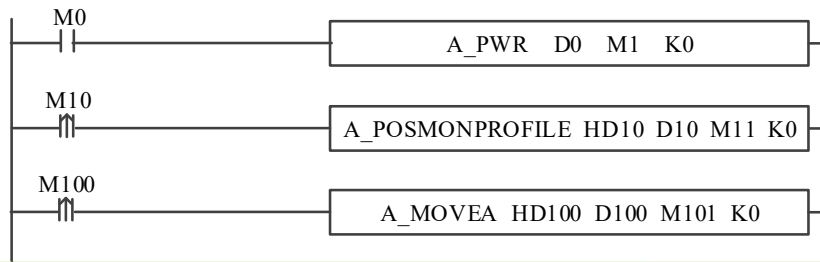 M0
A_PWR D0 M1 K0
M10
A_POSMONPROFILE HD10 D10 M11 K0
M100
A_MOVEA HD100 D100 M101 K0